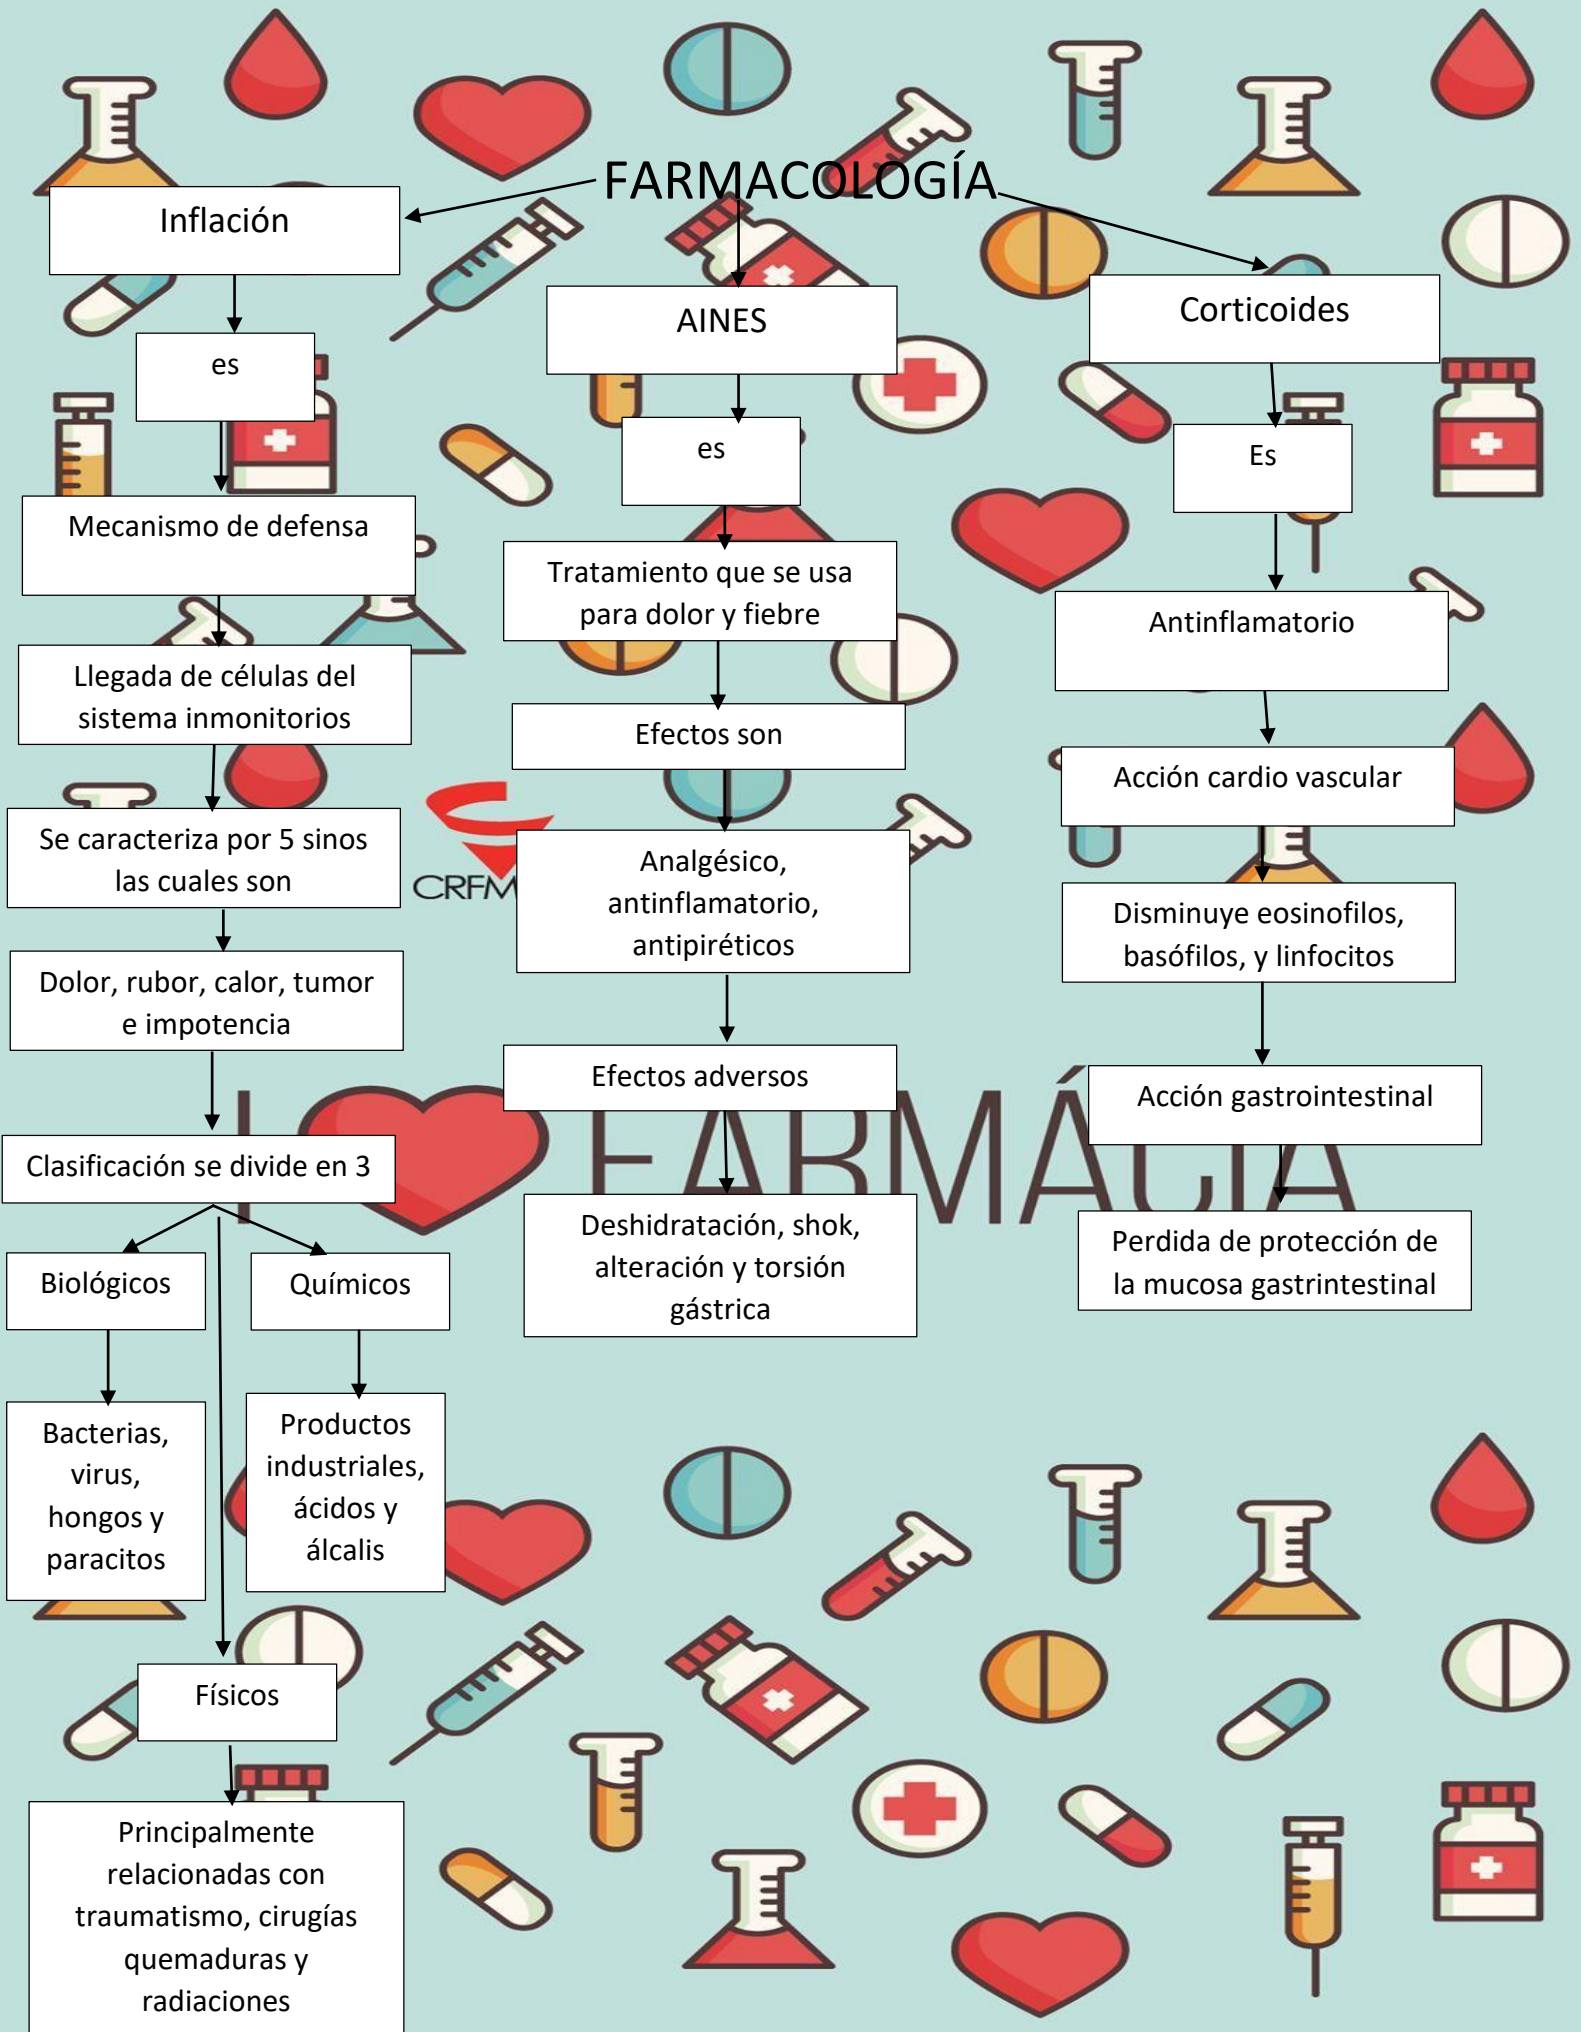 FARMACOLOGÍA
Inflación
es
Mecanismo de defensa
Llegada de células del
sistema inmonitorios
Se caracteriza por 5 sinos
las cuales son
Dolor, rubor, calor, tumor
e impotencia
Clasificación se divide en 3
Biológicos
Bacterias,
virus,
hongos y
paracitos
Químicos
Productos
industriales,
ácidos y
álcalis
Físicos
Principalmente
relacionadas con
traumatismo, cirugías
quemaduras y
radiaciones
AINES
es
Tratamiento que se usa
para dolor y fiebre
Efectos son
Analgésico,
antinflamatorio,
antipiréticos
Efectos adversos
Deshidratación, shok,
alteración y torsión
gástrica
Corticoides
Es
Antinflamatorio
Acción cardio vascular
Disminuye eosinofilos,
basófilos, y linfocitos
Acción gastrointestinal
Perdida de protección de
la mucosa gastrintestinal
CRFM
I FARMÁCIA